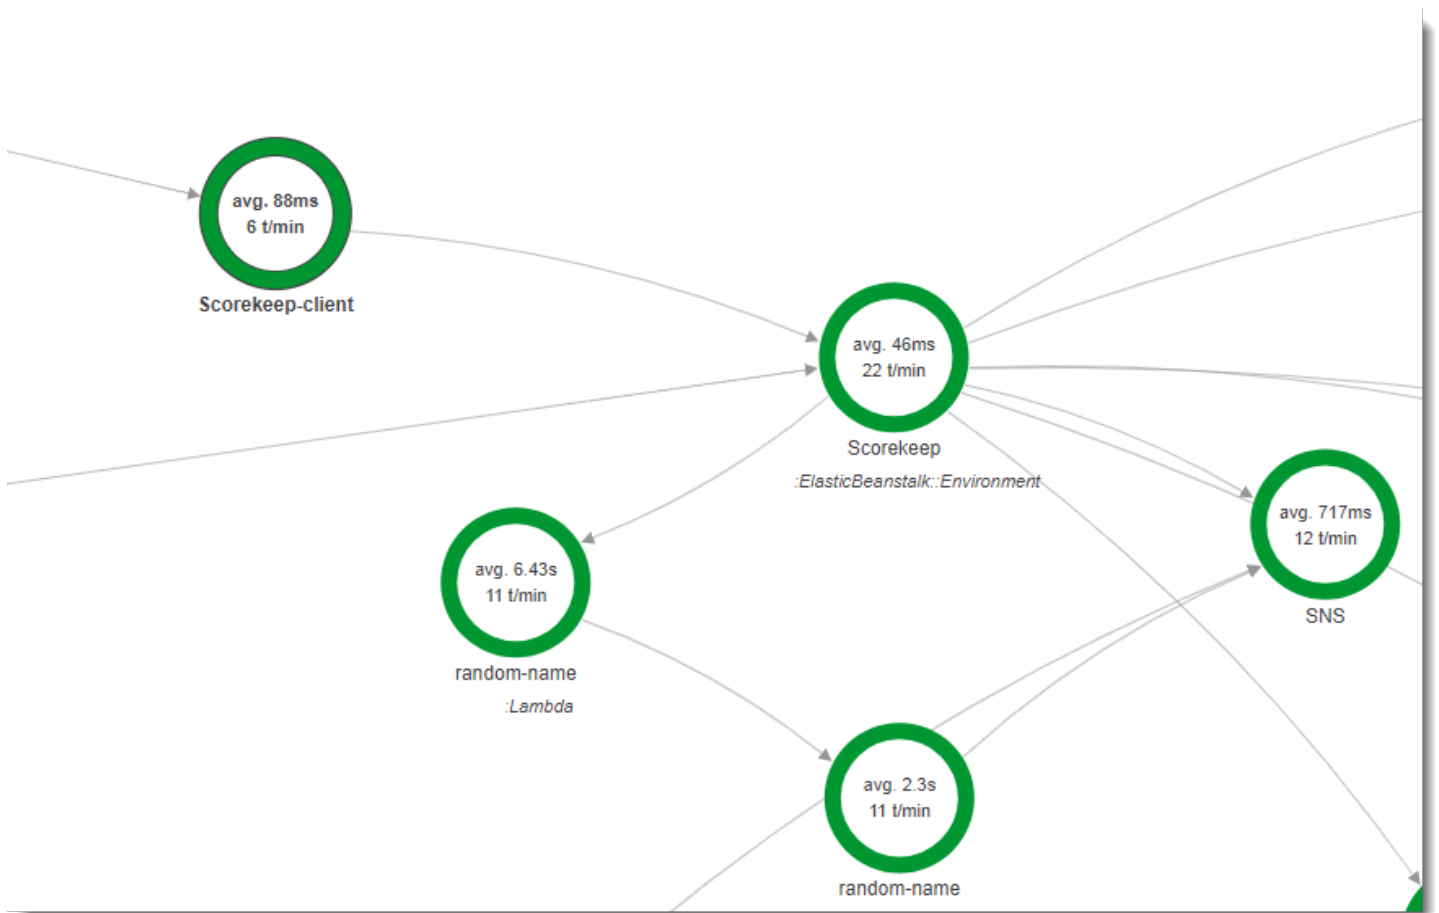 avg. 88ms
6 t/min
Scorekeep-client
avg. 46ms
22 t/min
Scorekeep
:ElasticBeanstalk::Environment
avg. 717ms
12 t/min
SNS
avg. 6.43s
11 t/min
random-name
:Lambda
avg. 2.3s
11 t/min
random-name